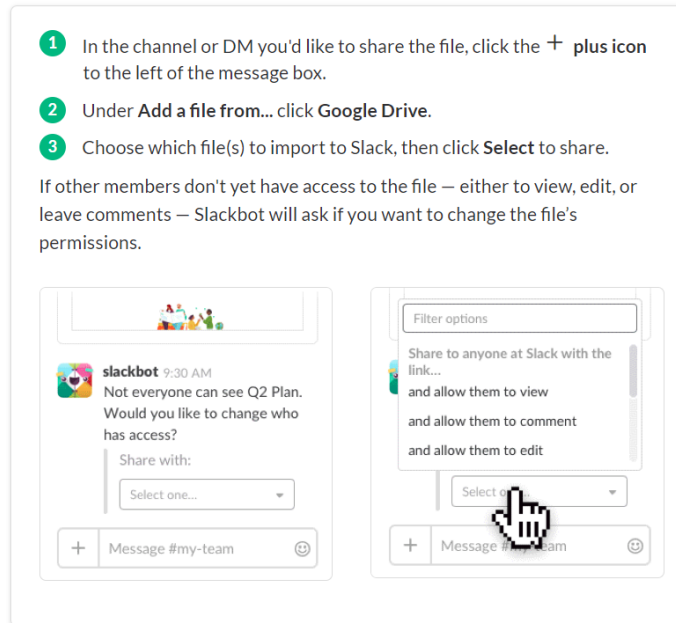 1 In the channel or DM you'd like to share the file, click the + plus icon
to the left of the message box.
2 Under Add a file from... click Google Drive.
3 Choose which file(s) to import to Slack, then click Select to share.
If other members don't yet have access to the file — either to view, edit, or
leave comments — Slackbot will ask if you want to change the file’s
permissions.
slackbot 9:30 AM
Not everyone can see Q2 Plan.
Would you like to change who
has access?
Share with:
Select one...
+ Message #my-team
Filter options
Share to anyone at Slack with the
link...
and allow them to view
and allow them to comment
and allow them to edit
Select
+ Message